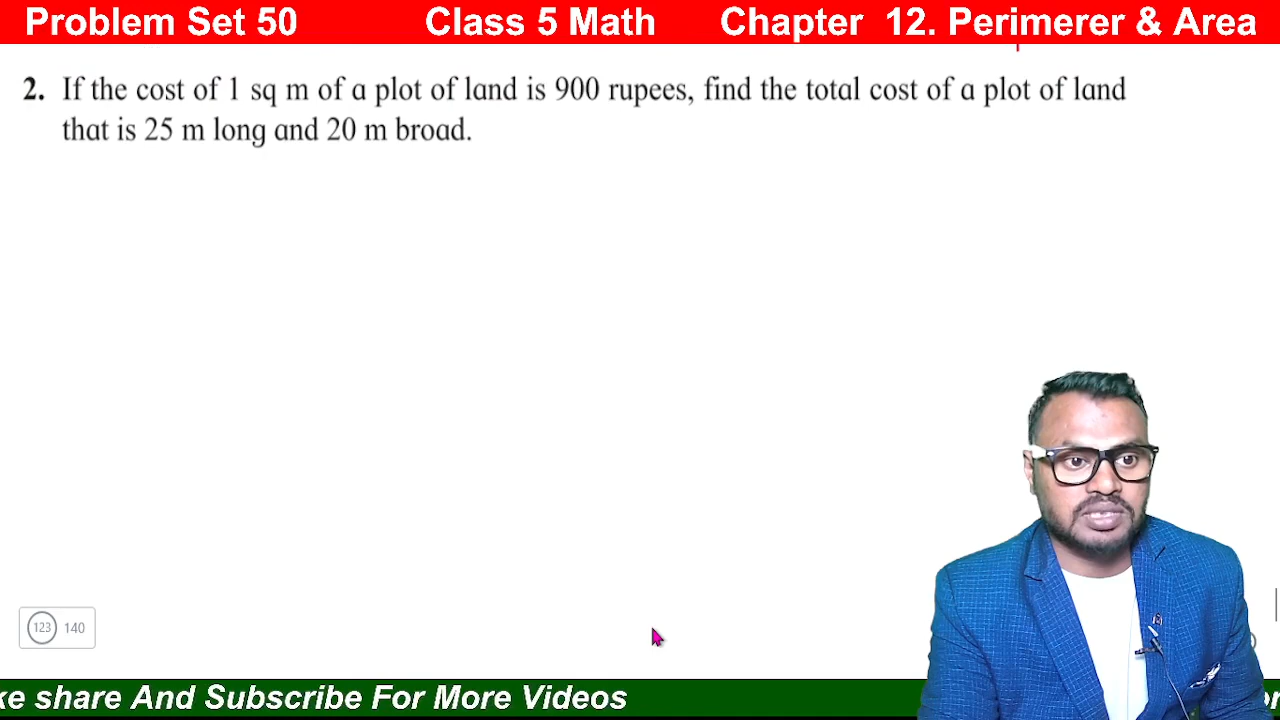 Problem Set 50 Class 5 Math Chapter 12. Perimerer & Area
2. If the cost of 1 sq m of a plot of land is 900 rupees, find the total cost of a plot of land
that is 25 m long and 20 m broad.
123 140
ke share And Subscribe For More Videos